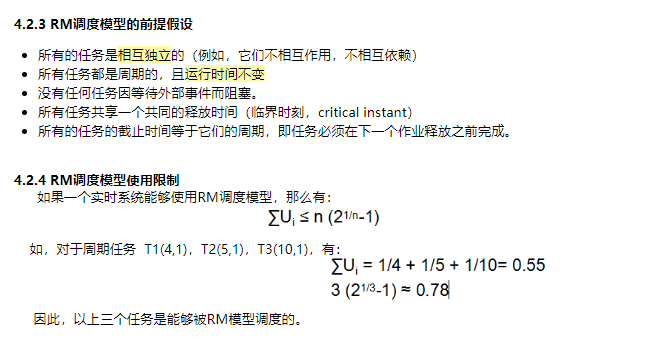 4.2.3 RM调度模型的前提假设
所有的任务是相互独立的（例如，它们不相互作用，不相互依赖）
所有任务都是周期的，且运行时间不变
没有任何任务因等待外部事件而阻塞。
所有任务共享一个共同的释放时间（临界时刻，critical instant）
所有的任务的截止时间等于它们的周期，即任务必须在下一个作业释放之前完成。
4.2.4 RM调度模型使用限制
如果一个实时系统能够使用RM调度模型，那么有：
∑Ui ≤ n (2^1/n-1)
如，对于周期任务 T1(4,1)，T2(5,1)，T3(10,1)，有：
∑Ui = 1/4 + 1/5 + 1/10= 0.55
3 (2^1/3-1) ≈ 0.78
因此，以上三个任务是能够被RM模型调度的。